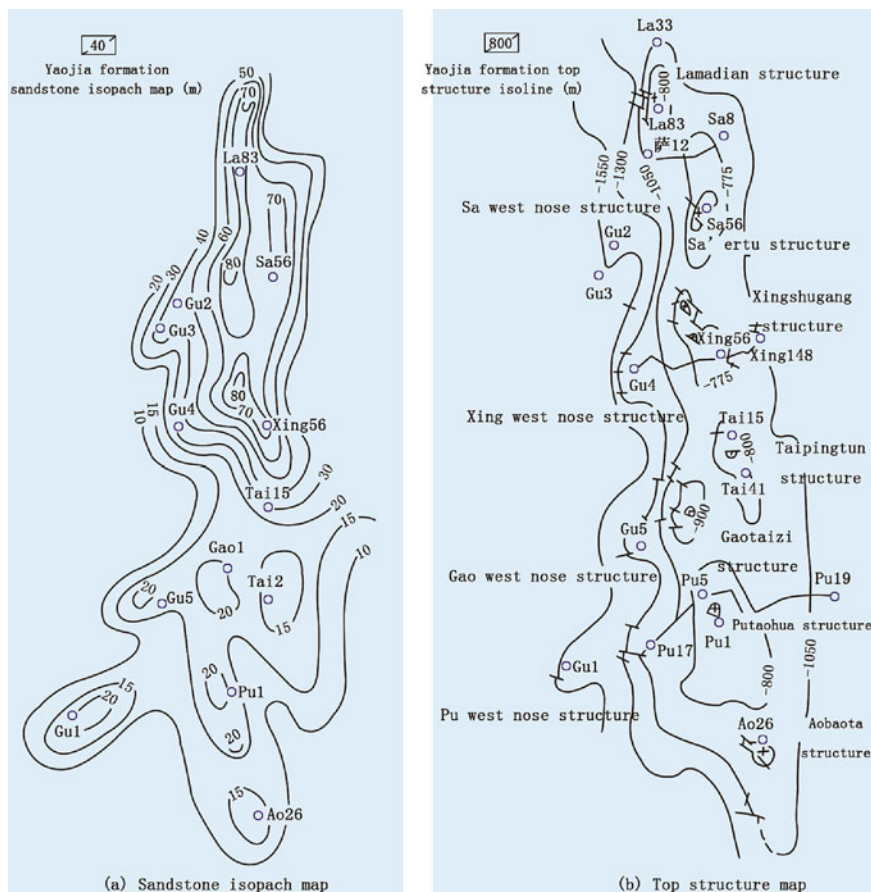 40
Yaojia formation
sandstone isopach map (m)
50
70
La83
70
60
40
80
Sa56
30
20
Gu2
Gu3
80
70
Gu4
15
10
Xing56
30
Tai15
20
15
10
Gao1
Tai2
20
Gu5
20
15
20
Pu1
15
20
Gu1
20
15
Ao26
(a) Sandstone isopach map
800
Yaojia formation top
structure isoline (m)
La33
Lamadian structure
-800
La83
Sa8
萨12
-1550
-1300
-1050
-775
Sa west nose structure
Sa56
Sa' ertu structure
Gu2
Gu3
Xingshugang
structure
Xing56
Xing148
Gu4
-775
Xing west nose structure
Tai15
-800
Taipingtun
structure
Tai41
-900
Gu5
Gaotaizi
structure
Gao west nose structure
Pu5
Pu19
Putaohua structure
Pu1
Pu17
Gu1
-800
-1050
Pu west nose structure
Ao26
Aobaota
structure
(b) Top structure map